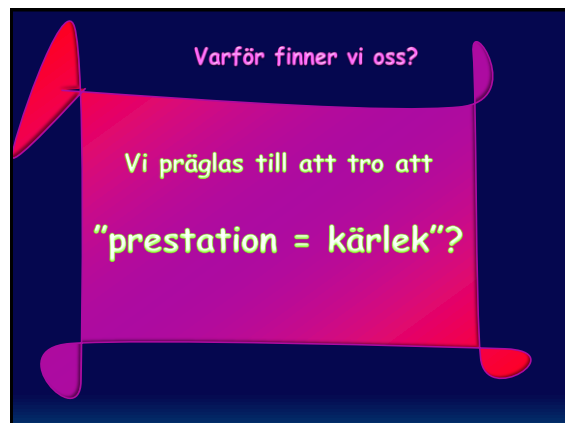 Varför finner vi oss?
Vi präglas till att tro att
”prestation = kärlek”?